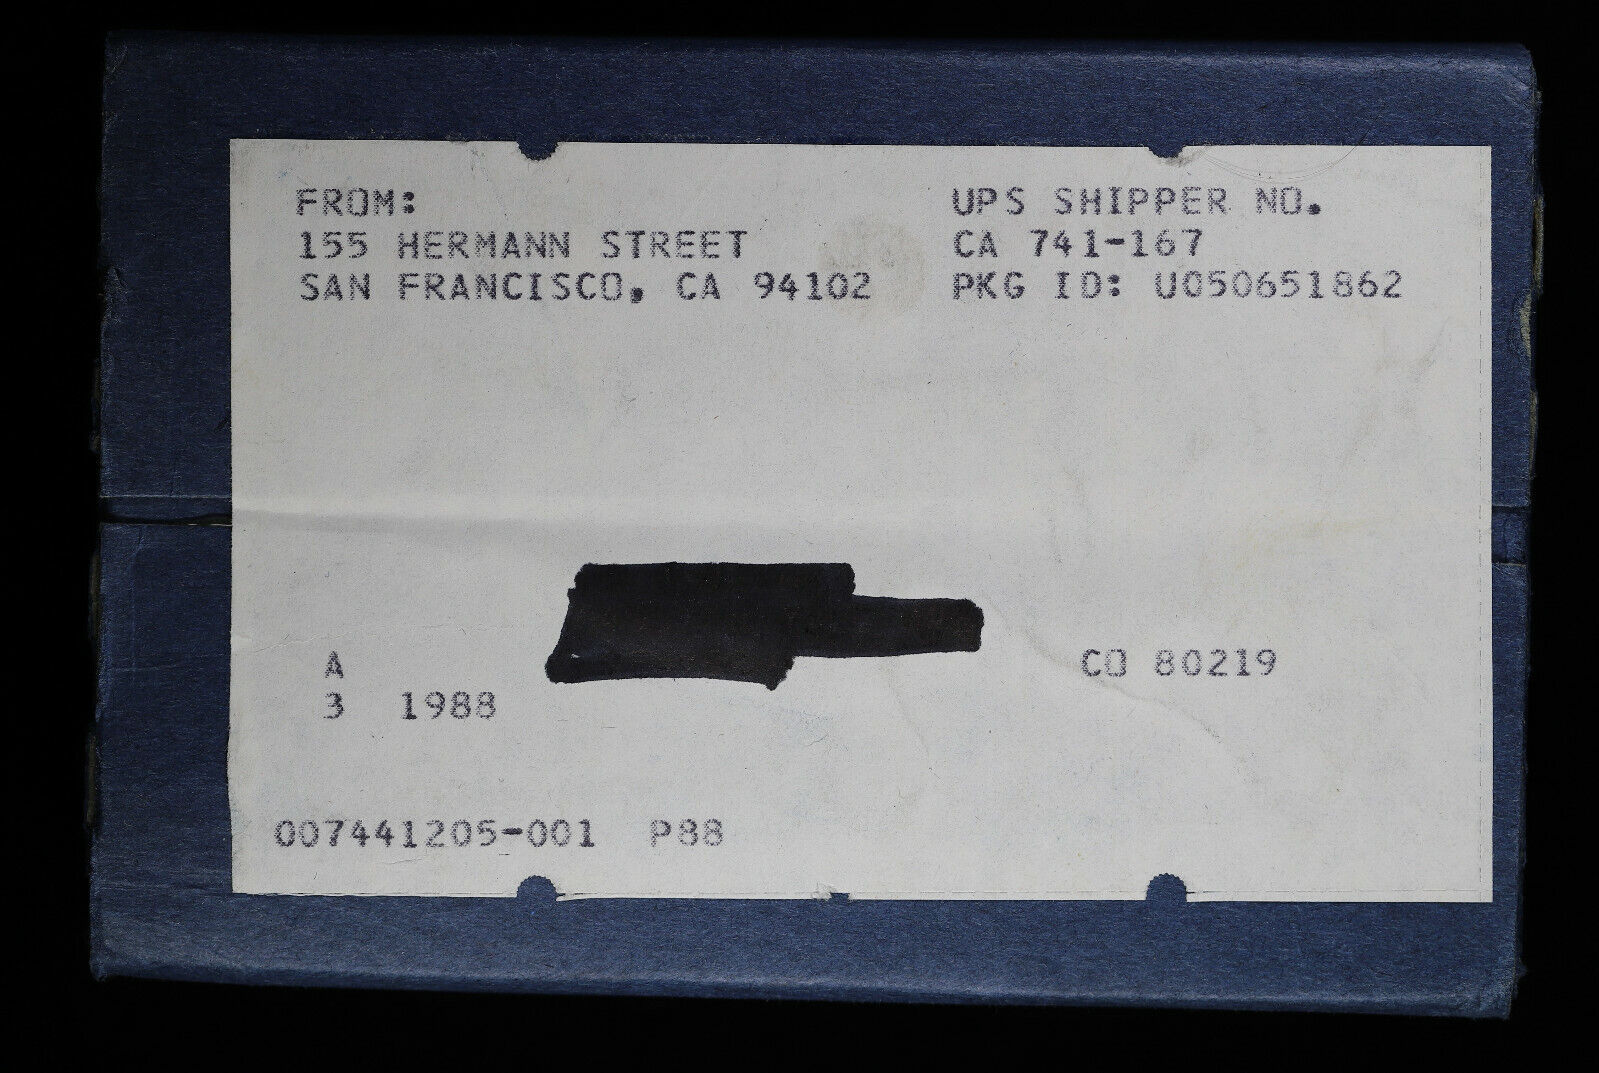 FROM:
155 HERMANN STREET
SAN FRANCISCO, CA 94102
UPS SHIPPER NO.
CA 741-167
PKG ID: U050651862
A
CO 80219
3 1988
007441205-001 P88